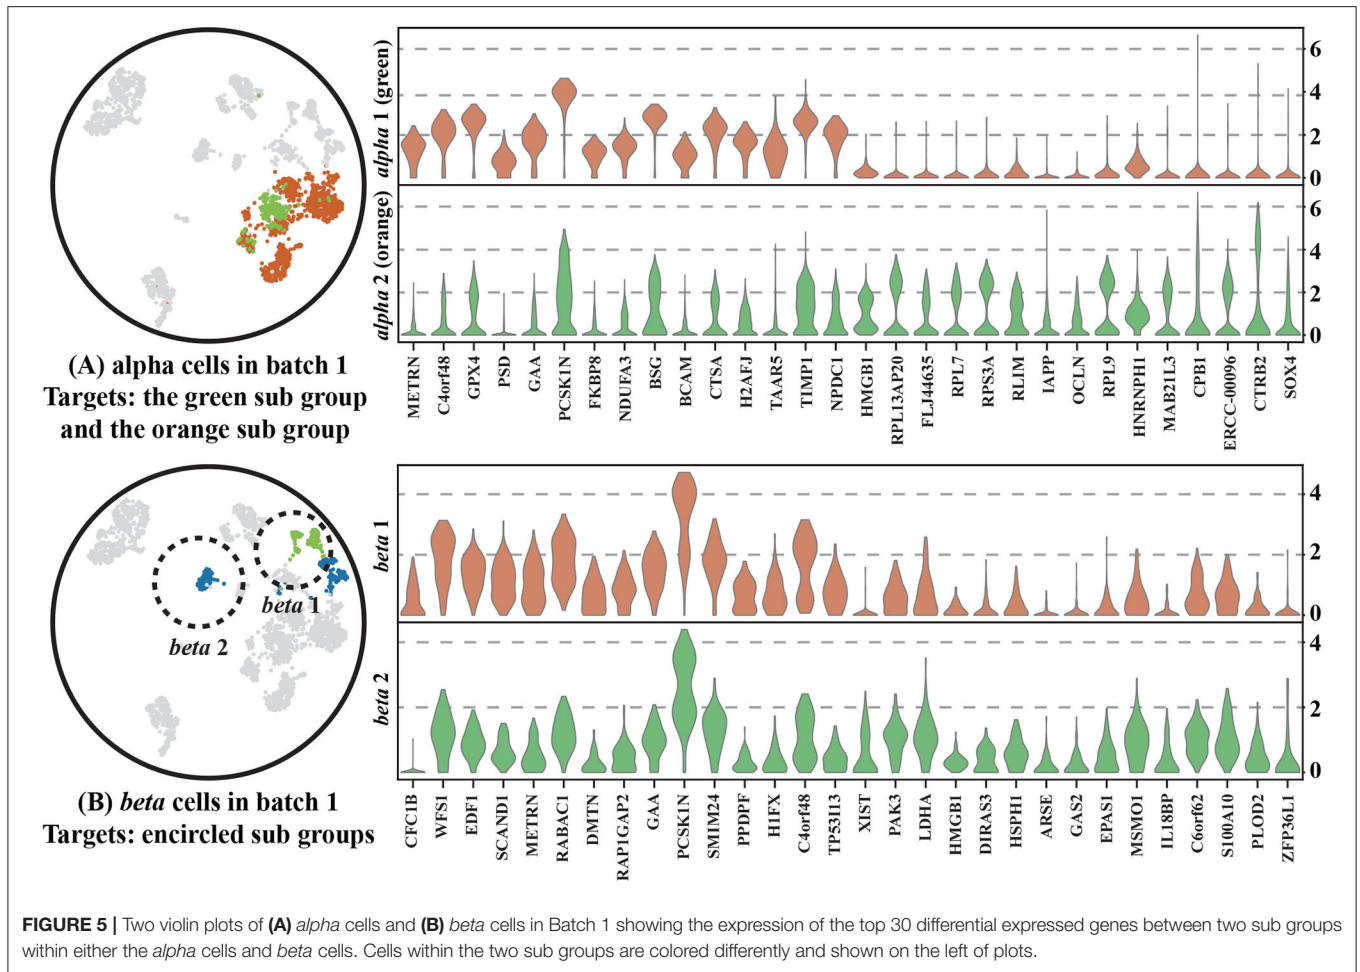 (A) alpha cells in batch 1
Targets: the green sub group
and the orange sub group
alpha 1 (green)
6
4
2
0
alpha 2 (orange)
6
4
2
0
METRN
C4orf48
GPX4
PSD
GAA
PCSK1N
FKBP8
NDUFA3
BSG
BCAM
CTSA
H2AFJ
TAAR5
TIMP1
NPDC1
HMGB1
RPL13AP20
FLJ44635
RPL7
RPS3A
RLIM
IAPP
OCLN
RPL9
HNRNPH1
MAB21L3
CPB1
ERCC-00096
CTRB2
SOX4
beta 1
beta 2
(B) beta cells in batch 1
Targets: encircled sub groups
beta 1
4
2
0
beta 2
4
2
0
CFC1B
WFS1
EDF1
SCAND1
METRN
RABAC1
DMTN
RAP1GAP2
GAA
PCSK1N
SMIM24
PPDPF
H1FX
C4orf48
TP53I13
XIST
PAK3
LDHA
HMGB1
DIRAS3
HSPH1
ARSE
GAS2
EPAS1
MSMO1
IL18BP
C6orf62
S100A10
PLOD2
ZFP36L1
FIGURE 5 | Two violin plots of (A) alpha cells and (B) beta cells in Batch 1 showing the expression of the top 30 differential expressed genes between two sub groups
within either the alpha cells and beta cells. Cells within the two sub groups are colored differently and shown on the left of plots.